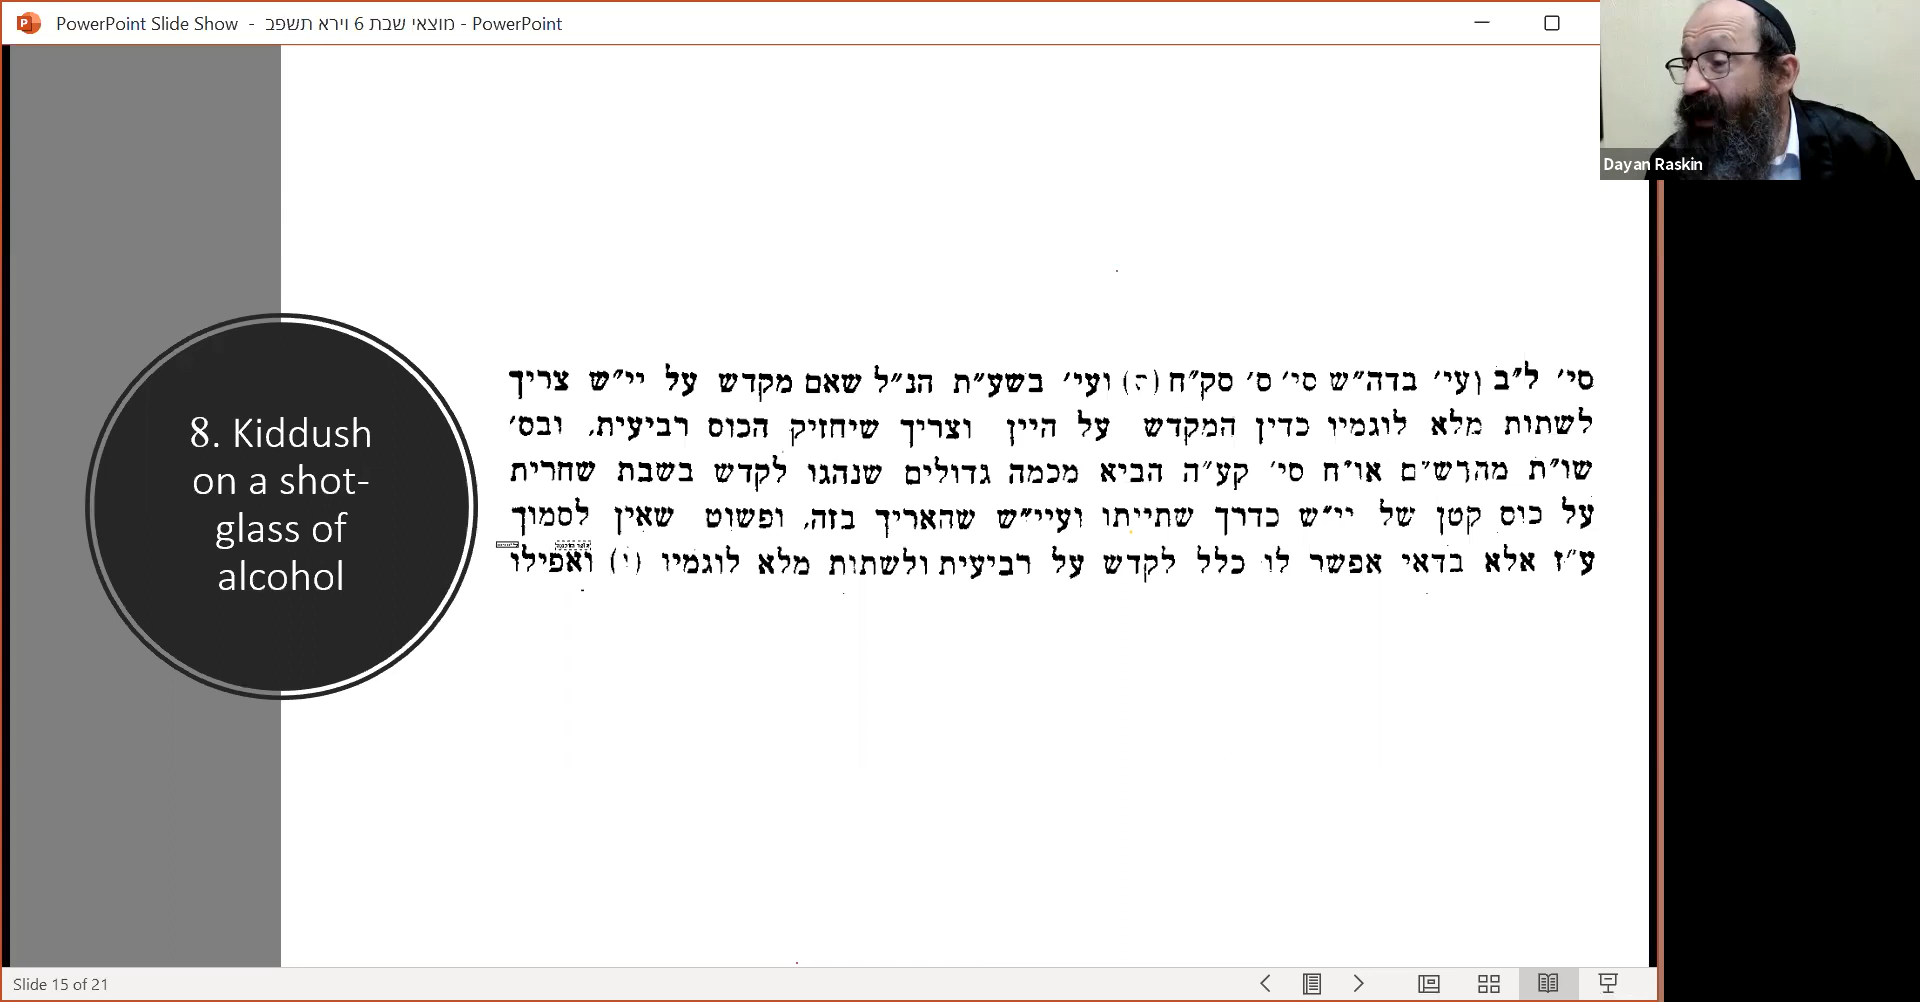 PowerPoint Slide Show - מוצאי שבת 6 וירא תשפב - PowerPoint
Dayan Raskin
8. Kiddush
on a shot-
glass of
alcohol
סי׳ ל״ב ועי׳ בדה״ש סי׳ ס׳ סק״ח (ה) ועי׳ בשע״ת הנ״ל שאם מקדש על יי״ש צריך
לשתות מלא לוגמיו כדין המקדש על היין וצריך שיחזיק הכוס רביעית, ובס׳
שו״ת מהרש״ם או״ח סי׳ קע״ה הביא מכמה גדולים שנהגו לקדש בשבת שחרית
על כוס קטן של יי״ש כדרך שתייתו ועיי״ש שהאריך בזה, ופשוט שאין לסמוך
ע״ז אלא בדאי אפשר לו כלל לקדש על רביעית ולשתות מלא לוגמיו (ו) ואפילו
Slide 15 of 21